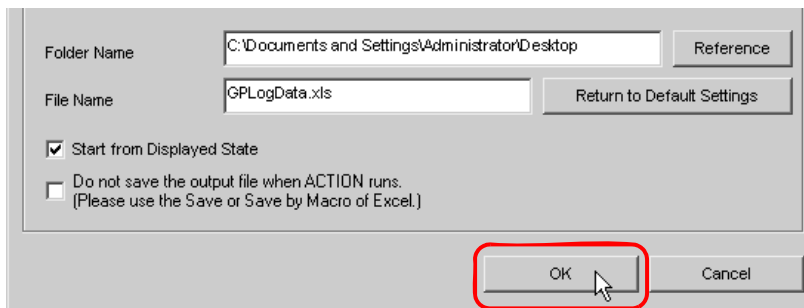 Folder Name
C:\Documents and Settings\Administrator\Desktop
Reference
File Name
GPLogData.xls
Return to Default Settings
Start from Displayed State
Do not save the output file when ACTION runs.
(Please use the Save or Save by Macro of Excel.)
OK
Cancel